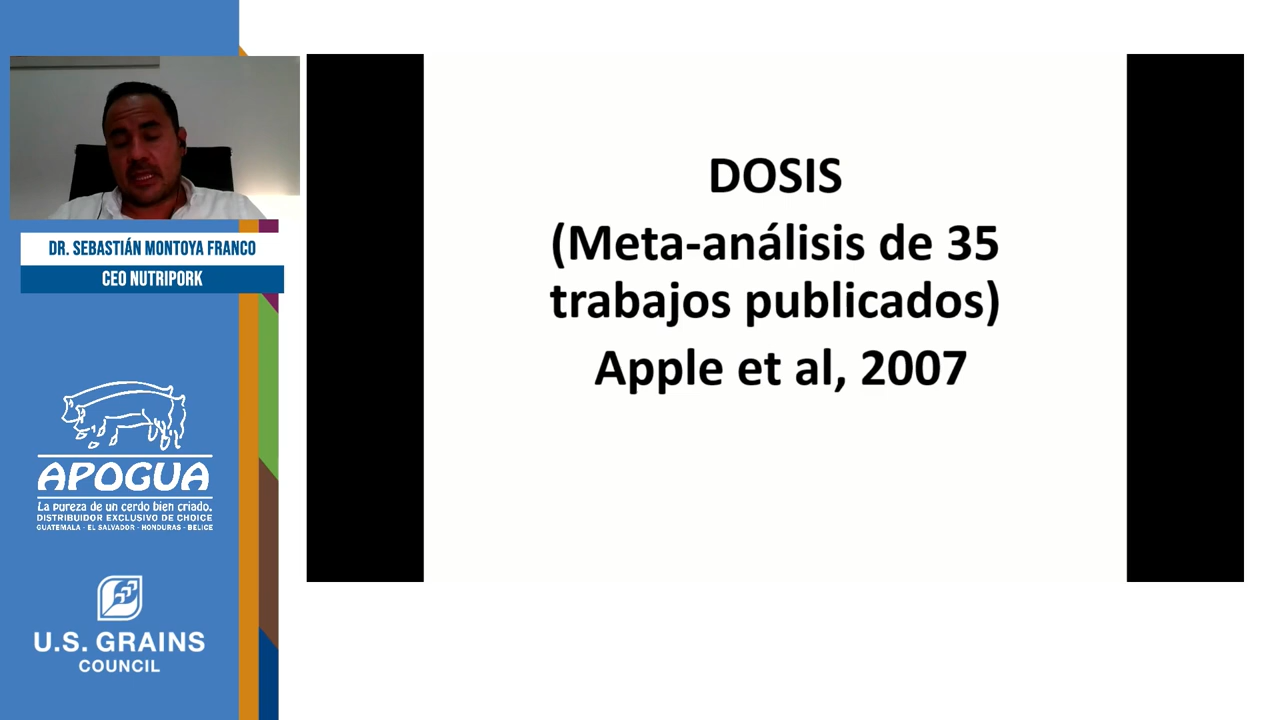 DOSIS
(Meta-análisis de 35
trabajos publicados)
Apple et al, 2007
DR. SEBASTIÁN MONTOYA FRANCO
CEO NUTRIPORK
APOGUA
La pureza de un cerdo bien criado.
DISTRIBUIDOR EXCLUSIVO DE CHOICE
GUATEMALA - EL SALVADOR - HONDURAS - BELICE
U.S. GRAINS
COUNCIL